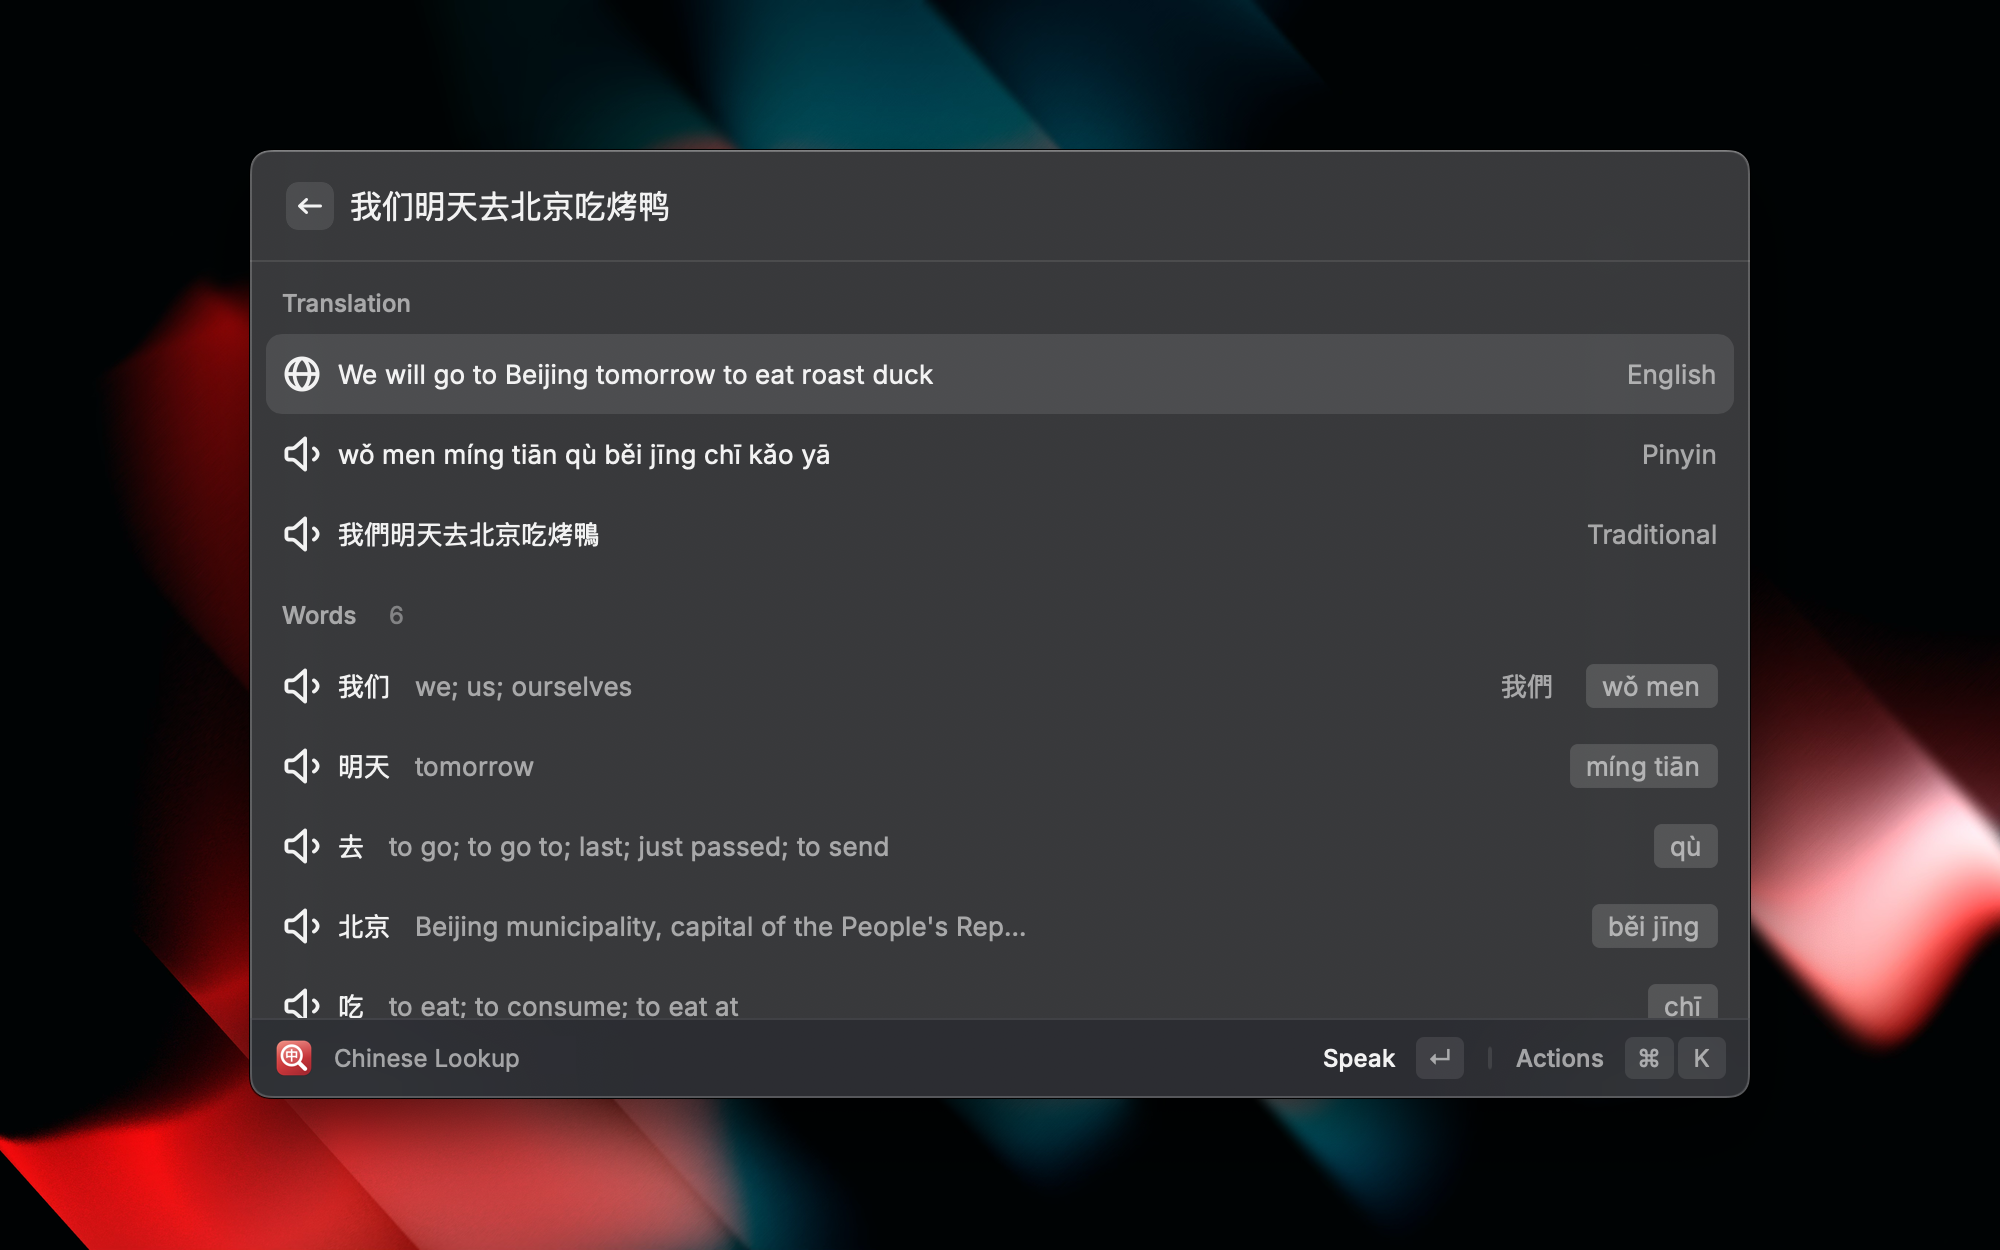 我们明天去北京吃烤鸭
Translation
We will go to Beijing tomorrow to eat roast duck English
wǒ men míng tiān qù běi jīng chī kǎo yā Pinyin
我們明天去北京吃烤鴨 Traditional
Words 6
我们 we; us; ourselves 我們 wǒ men
明天 tomorrow míng tiān
去 to go; to go to; last; just passed; to send qù
北京 Beijing municipality, capital of the People's Rep... běi jīng
吃 to eat; to consume; to eat at chī
中 Chinese Lookup Speak ↵ Actions ⌘ K